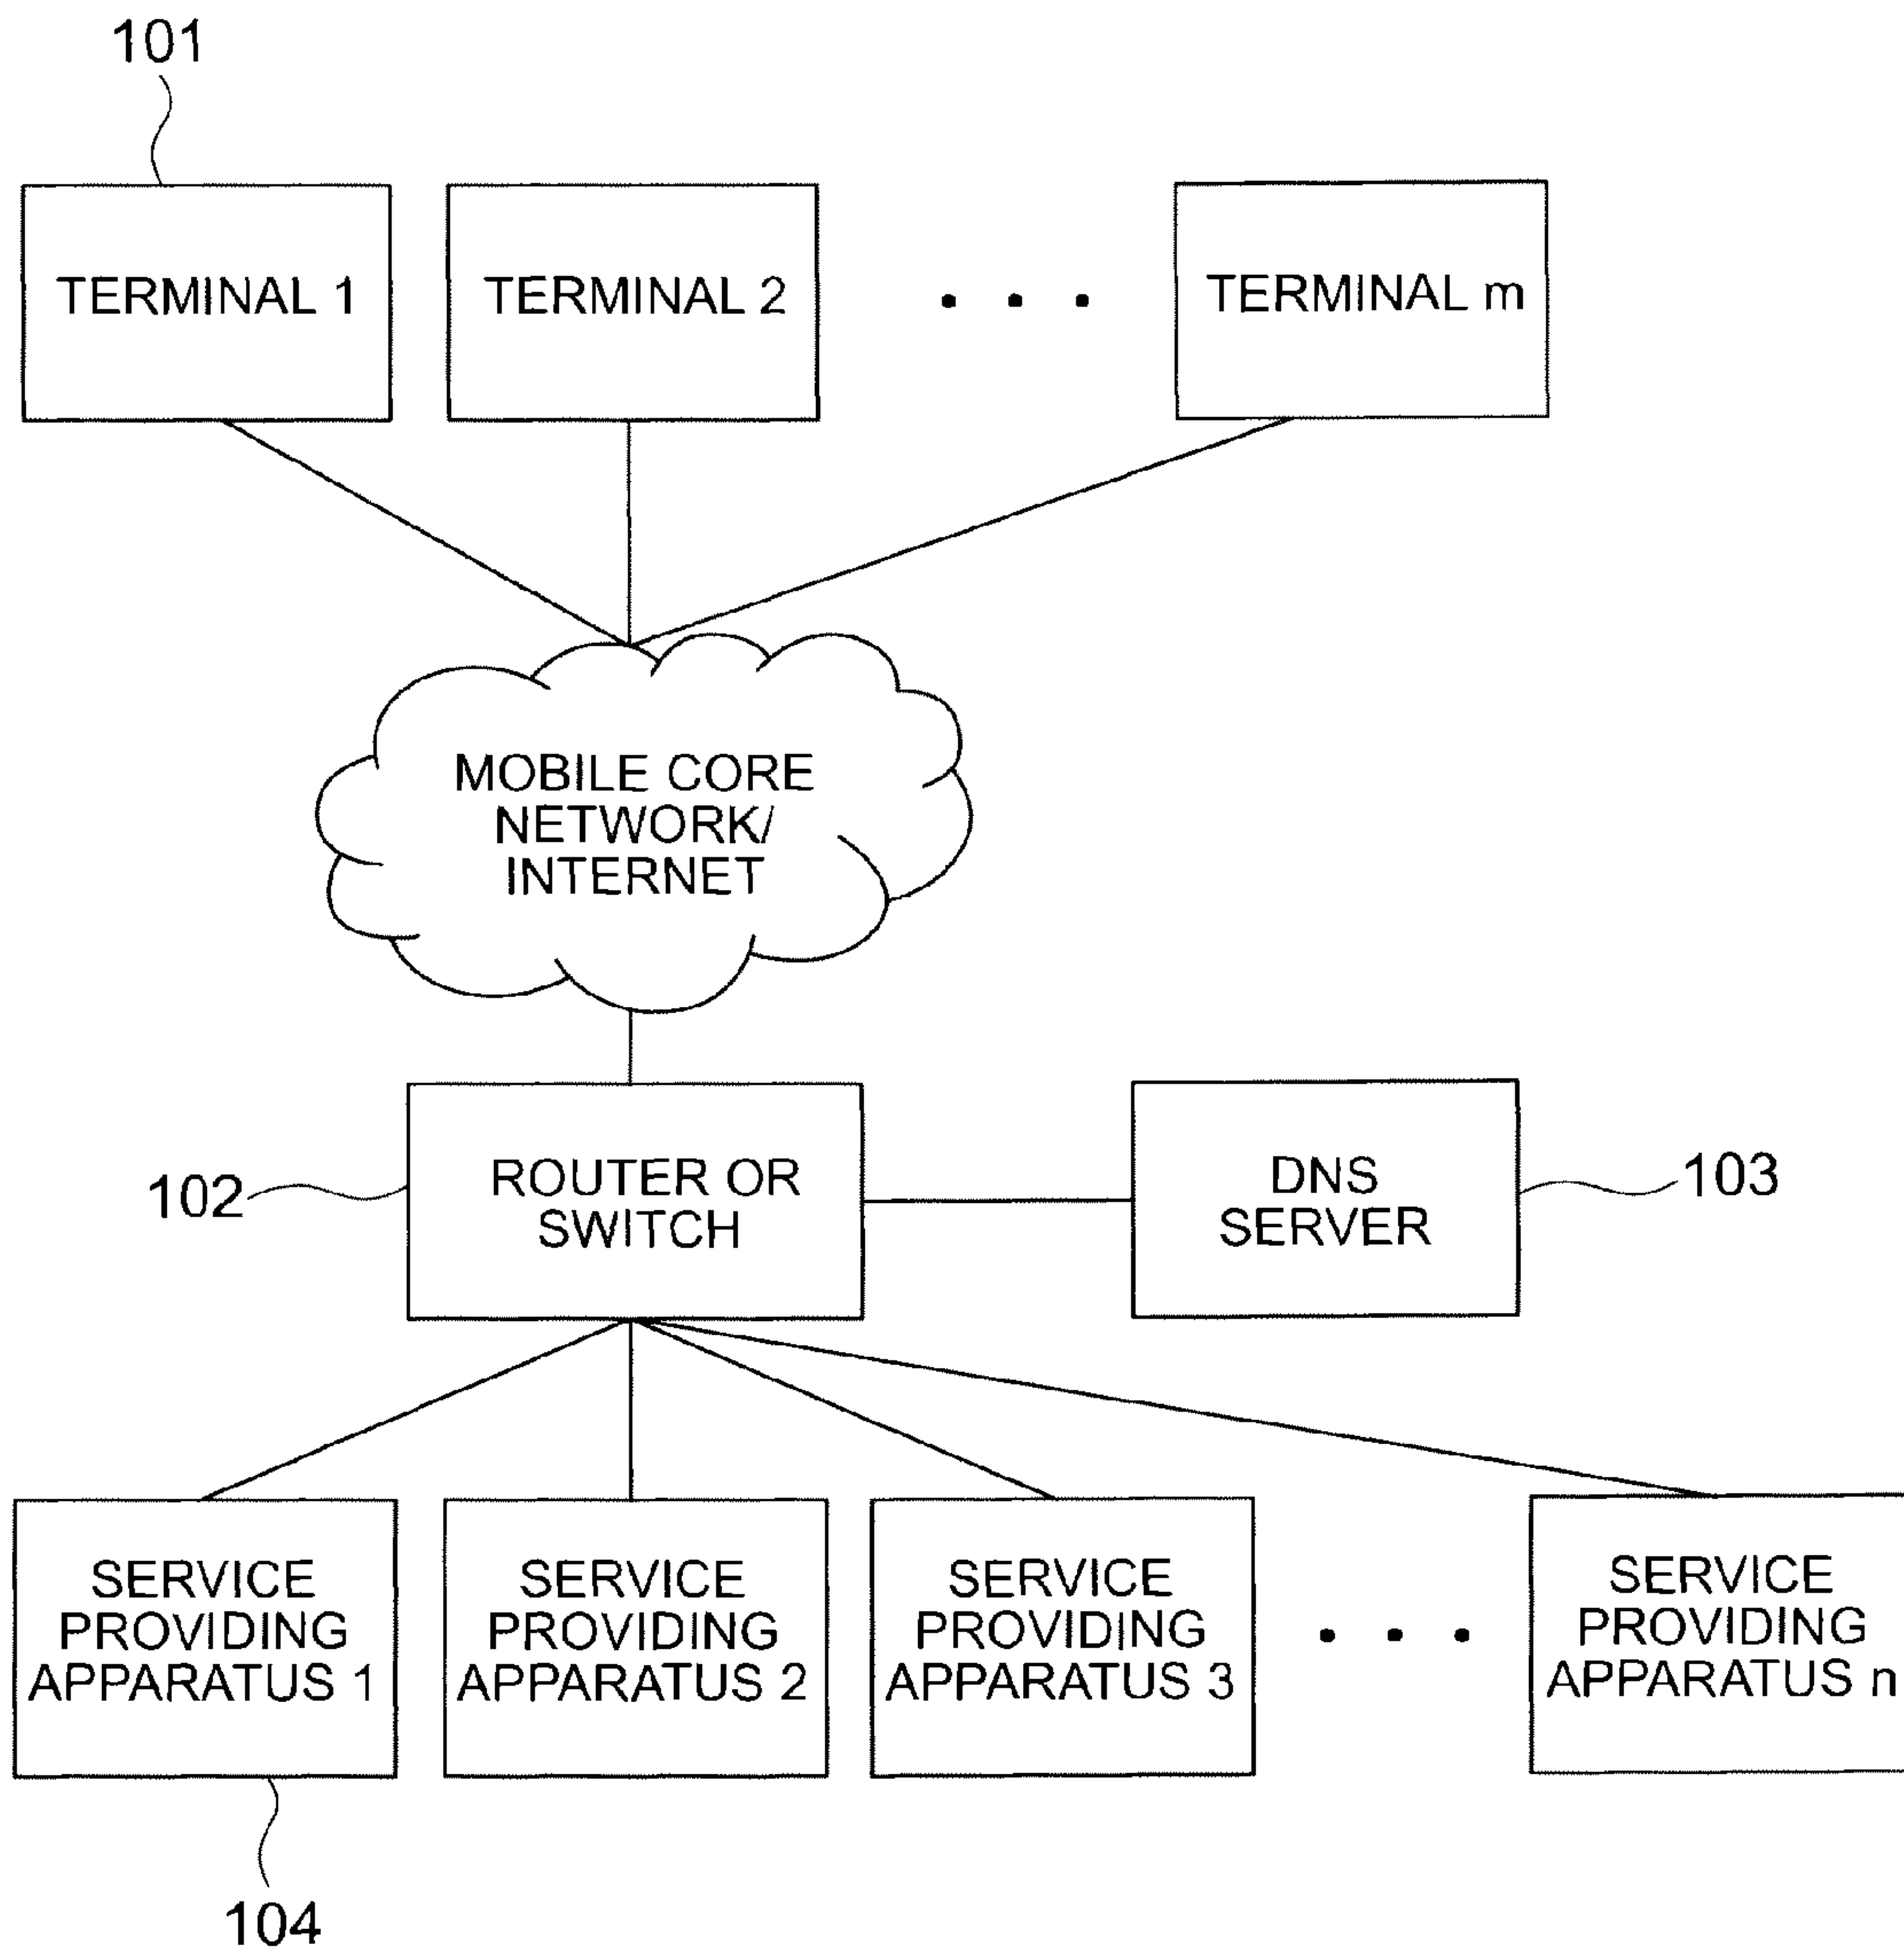 101
TERMINAL 1
TERMINAL 2
TERMINAL m
MOBILE CORE
NETWORK/
INTERNET
102
ROUTER OR
SWITCH
DNS
SERVER
103
SERVICE
PROVIDING
APPARATUS 1
SERVICE
PROVIDING
APPARATUS 2
SERVICE
PROVIDING
APPARATUS 3
SERVICE
PROVIDING
APPARATUS n
104